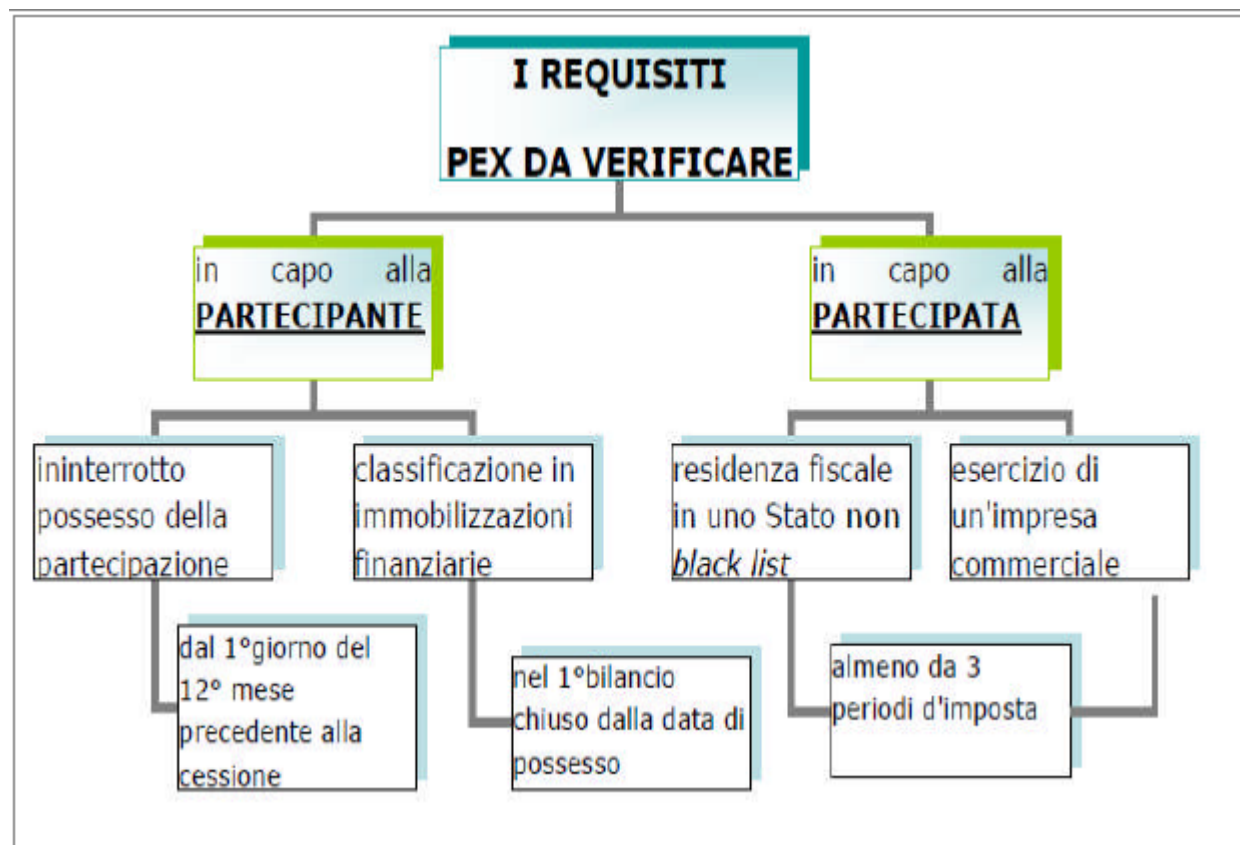 I REQUISITI
PEX DA VERIFICARE
in capo alla
PARTECIPANTE
in capo alla
PARTECIPATA
ininterrotto
possesso della
partecipazione
classificazione in
immobilizzazioni
finanziarie
residenza fiscale
in uno Stato non
black list
esercizio di
un'impresa
commerciale
dal 1°giorno del
12° mese
precedente alla
cessione
nel 1°bilancio
chiuso dalla data di
possesso
almeno da 3
periodi d'imposta